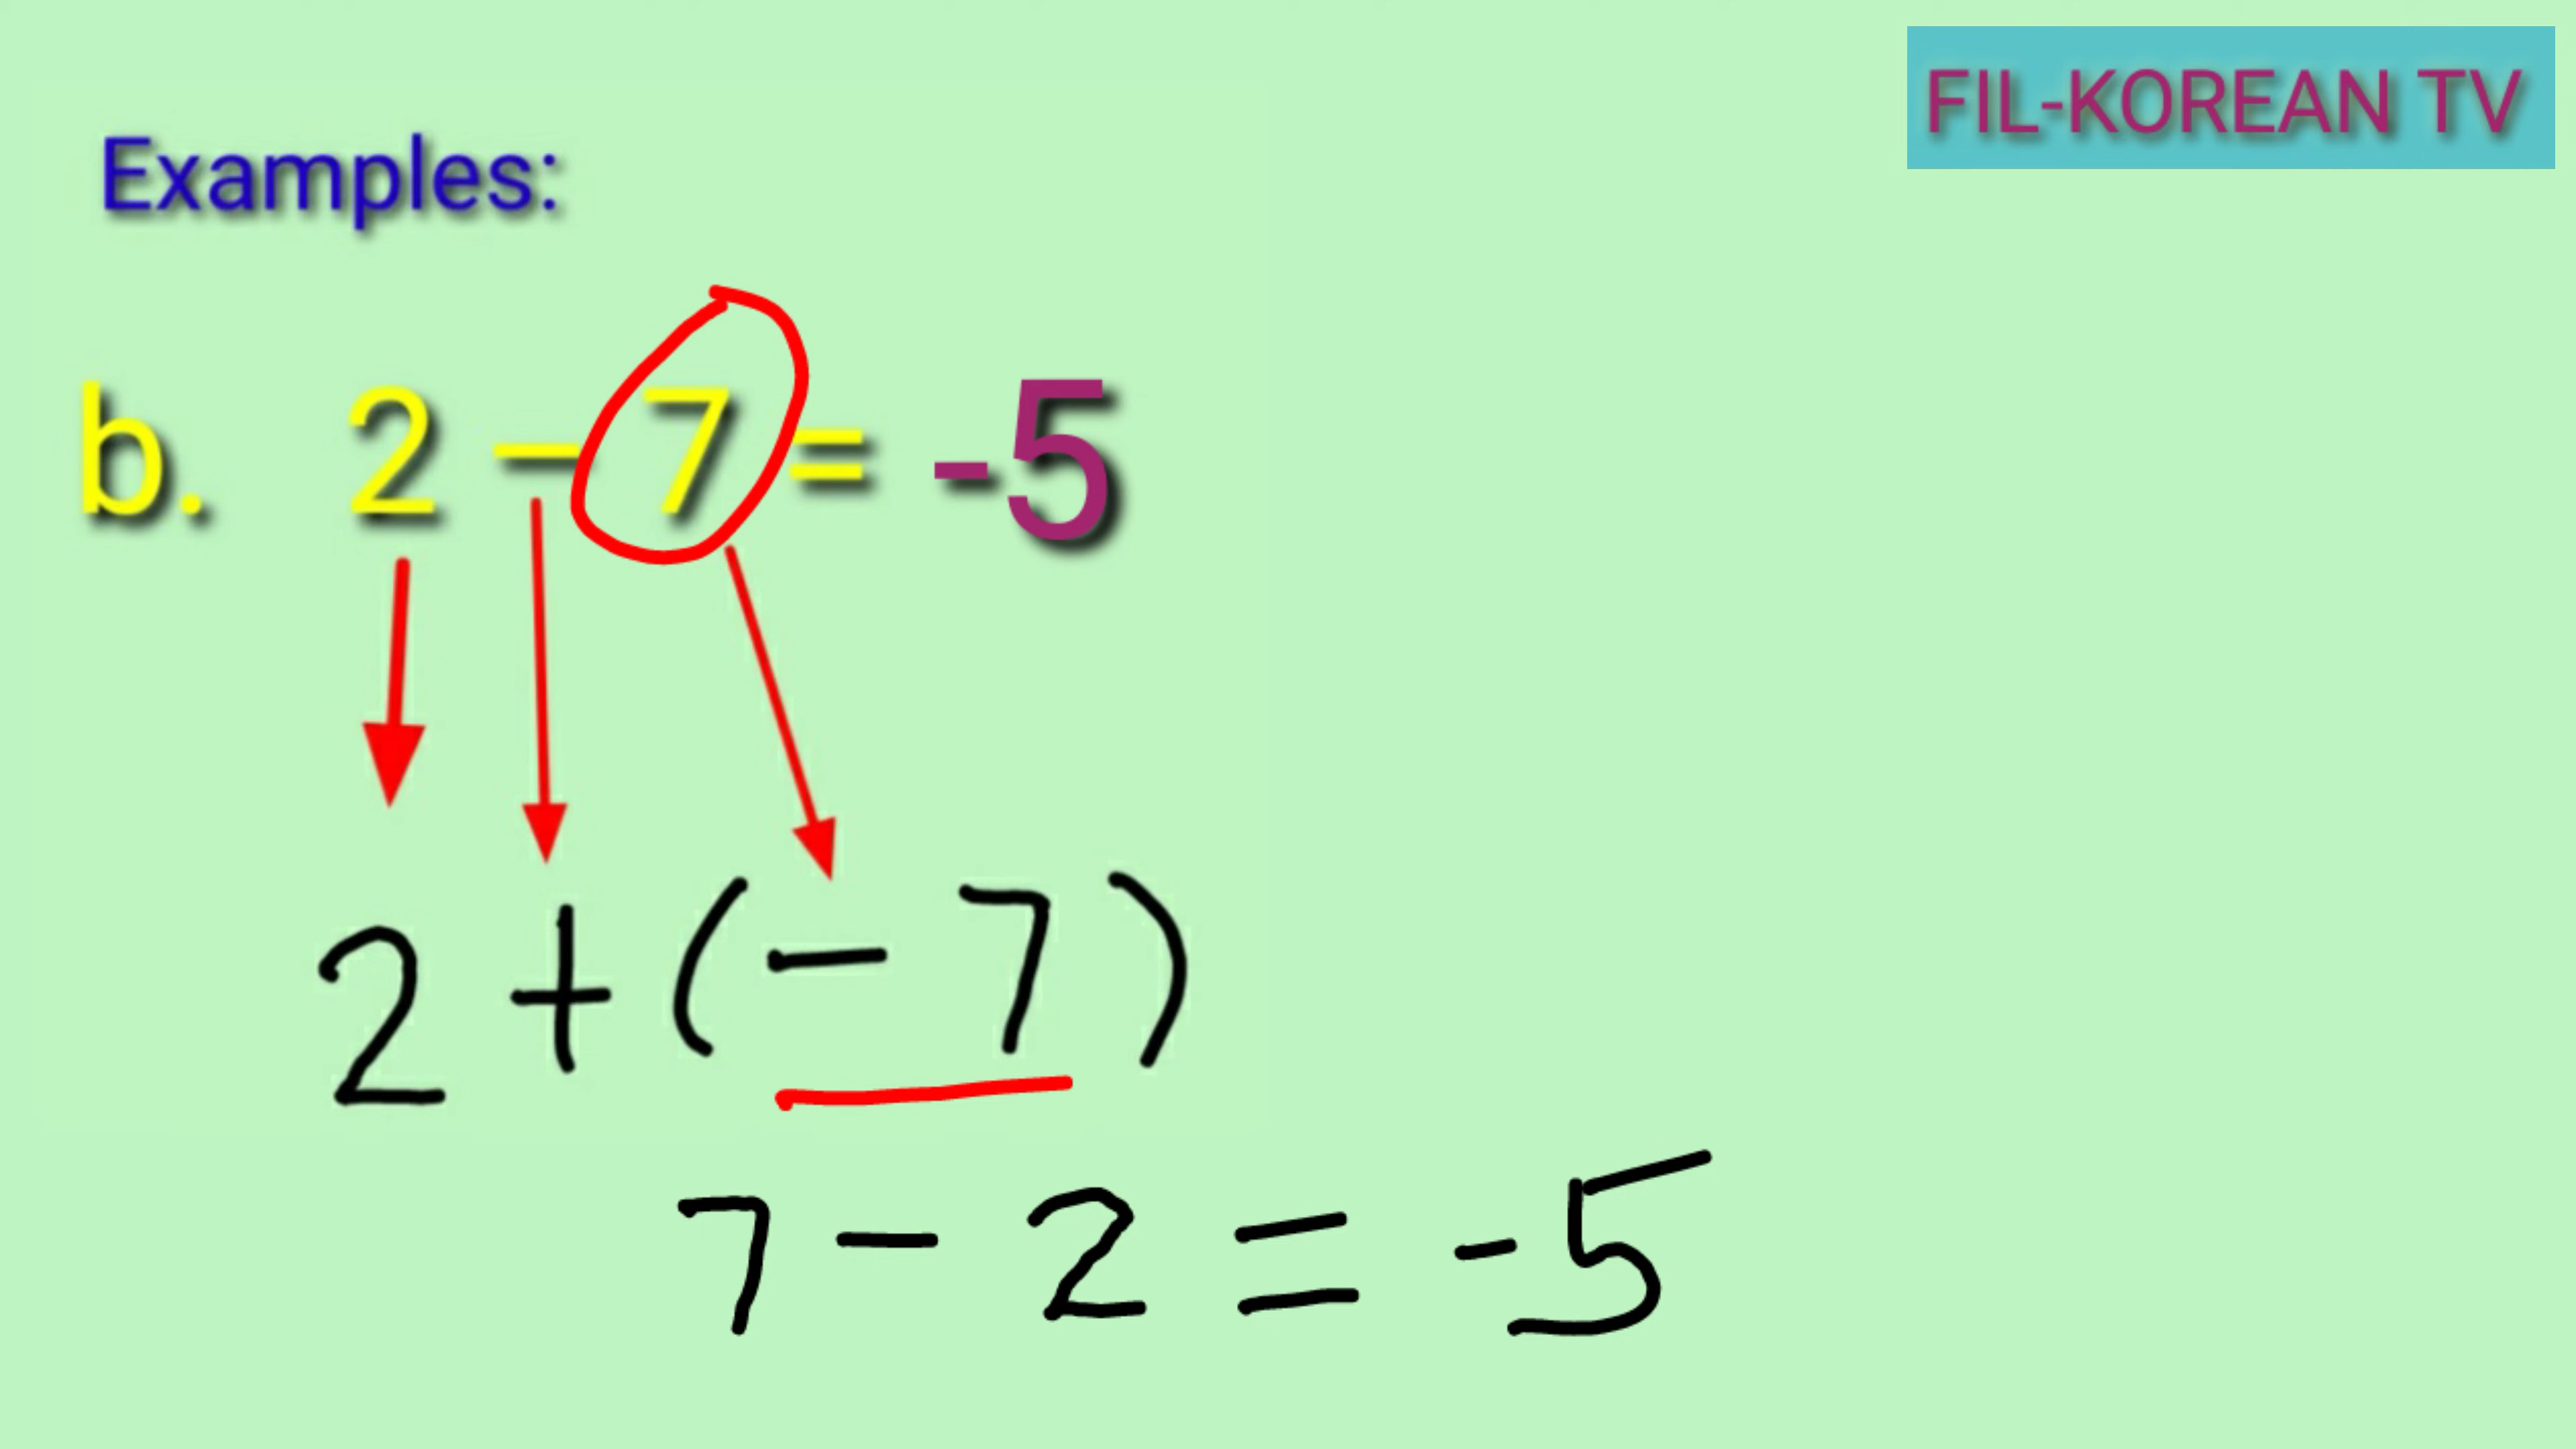 FIL-KOREAN TV
Examples:
b. 2 – 7 = -5
2 + (- 7)
7 - 2 = -5